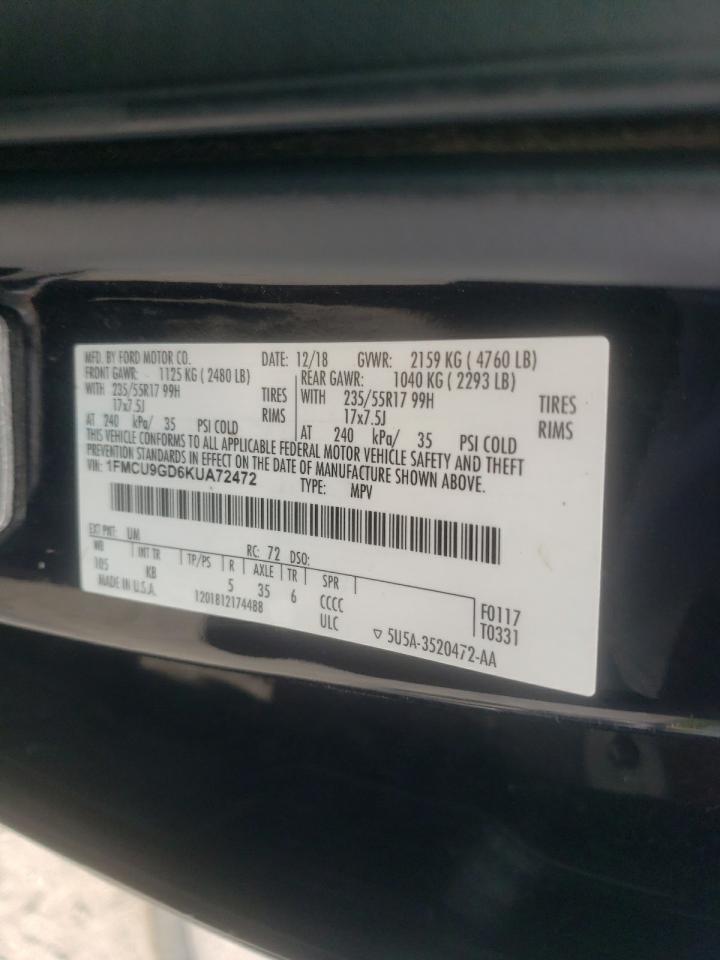 MFD. BY FORD MOTOR CO. DATE: 12/18 GVWR: 2159 KG ( 4760 LB)
FRONT GAWR: 1125 KG ( 2480 LB) REAR GAWR: 1040 KG ( 2293 LB)
WITH 235/55R17 99H TIRES WITH 235/55R17 99H TIRES
17x7.5J RIMS 17x7.5J RIMS
AT 240 kPa/ 35 PSI COLD AT 240 kPa/ 35 PSI COLD
THIS VEHICLE CONFORMS TO ALL APPLICABLE FEDERAL MOTOR VEHICLE SAFETY AND THEFT
PREVENTION STANDARDS IN EFFECT ON THE DATE OF MANUFACTURE SHOWN ABOVE.
VIN: 1FMCU9GD6KUA72472 TYPE: MPV
EXT PNT: UM RC: 72 DSO:
WB INT TR TP/PS R AXLE TR SPR
105 KB 5 35 6 CCCC F0117
MADE IN U.S.A. 1201812174488 ULC T0331
▽ 5U5A-3520472-AA